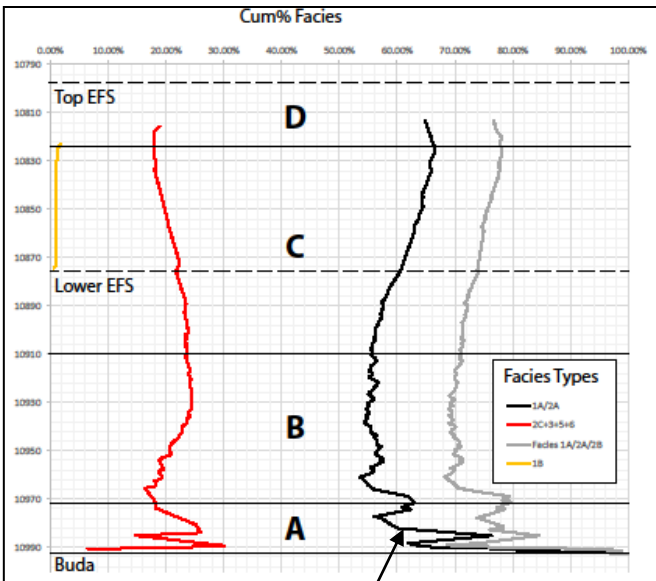 Cum% Facies
0.00% 10.00% 20.00% 30.00% 40.00% 50.00% 60.00% 70.00% 80.00% 90.00% 100.00%
10790
Top EFS
10810
D
10830
10850
C
10870
Lower EFS
10890
10910
Facies Types
1A/2A
2C+3+5+6
Facies 1A/2A/2B
1B
10930
B
10950
10970
A
10990
Buda